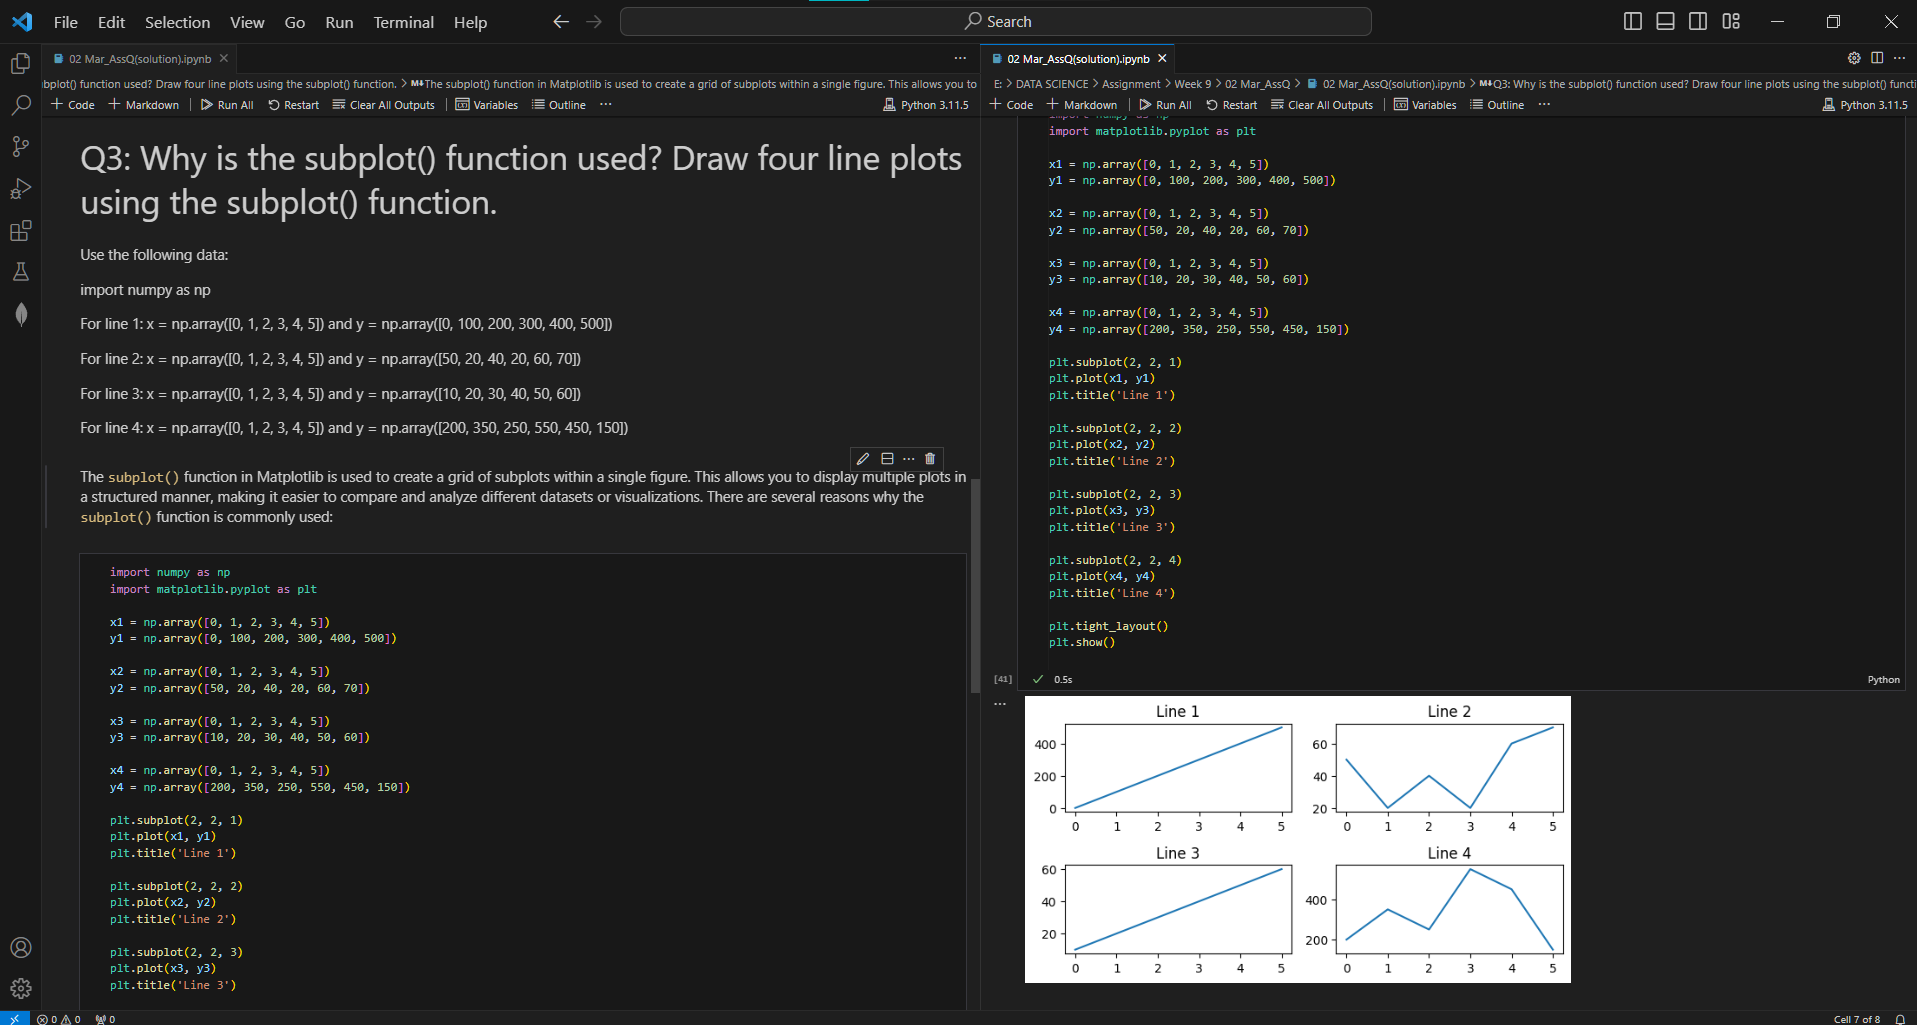 File Edit Selection View Go Run Terminal Help
Search
02 Mar_AssQ(solution).ipynb
ubplot() function used? Draw four line plots using the subplot() function. > M↓The subplot() function in Matplotlib is used to create a grid of subplots within a single figure. This allows you to
+ Code + Markdown Run All Restart Clear All Outputs Variables Outline ... Python 3.11.5
Q3: Why is the subplot() function used? Draw four line plots
using the subplot() function.
Use the following data:
import numpy as np
For line 1: x = np.array([0, 1, 2, 3, 4, 5]) and y = np.array([0, 100, 200, 300, 400, 500])
For line 2: x = np.array([0, 1, 2, 3, 4, 5]) and y = np.array([50, 20, 40, 20, 60, 70])
For line 3: x = np.array([0, 1, 2, 3, 4, 5]) and y = np.array([10, 20, 30, 40, 50, 60])
For line 4: x = np.array([0, 1, 2, 3, 4, 5]) and y = np.array([200, 350, 250, 550, 450, 150])
The subplot() function in Matplotlib is used to create a grid of subplots within a single figure. This allows you to display multiple plots in
a structured manner, making it easier to compare and analyze different datasets or visualizations. There are several reasons why the
subplot() function is commonly used:
import numpy as np
import matplotlib.pyplot as plt
x1 = np.array([0, 1, 2, 3, 4, 5])
y1 = np.array([0, 100, 200, 300, 400, 500])
x2 = np.array([0, 1, 2, 3, 4, 5])
y2 = np.array([50, 20, 40, 20, 60, 70])
x3 = np.array([0, 1, 2, 3, 4, 5])
y3 = np.array([10, 20, 30, 40, 50, 60])
x4 = np.array([0, 1, 2, 3, 4, 5])
y4 = np.array([200, 350, 250, 550, 450, 150])
plt.subplot(2, 2, 1)
plt.plot(x1, y1)
plt.title('Line 1')
plt.subplot(2, 2, 2)
plt.plot(x2, y2)
plt.title('Line 2')
plt.subplot(2, 2, 3)
plt.plot(x3, y3)
plt.title('Line 3')
02 Mar_AssQ(solution).ipynb
E: > DATA SCIENCE > Assignment > Week 9 > 02 Mar_AssQ > 02 Mar_AssQ(solution).ipynb > M↓Q3: Why is the subplot() function used? Draw four line plots using the subplot() functi
+ Code + Markdown Run All Restart Clear All Outputs Variables Outline ... Python 3.11.5
import numpy as np
import matplotlib.pyplot as plt
x1 = np.array([0, 1, 2, 3, 4, 5])
y1 = np.array([0, 100, 200, 300, 400, 500])
x2 = np.array([0, 1, 2, 3, 4, 5])
y2 = np.array([50, 20, 40, 20, 60, 70])
x3 = np.array([0, 1, 2, 3, 4, 5])
y3 = np.array([10, 20, 30, 40, 50, 60])
x4 = np.array([0, 1, 2, 3, 4, 5])
y4 = np.array([200, 350, 250, 550, 450, 150])
plt.subplot(2, 2, 1)
plt.plot(x1, y1)
plt.title('Line 1')
plt.subplot(2, 2, 2)
plt.plot(x2, y2)
plt.title('Line 2')
plt.subplot(2, 2, 3)
plt.plot(x3, y3)
plt.title('Line 3')
plt.subplot(2, 2, 4)
plt.plot(x4, y4)
plt.title('Line 4')
plt.tight_layout()
plt.show()
[41] ✓ 0.5s Python
Line 1
400
200
0
0 1 2 3 4 5
Line 2
60
40
20
0 1 2 3 4 5
Line 3
60
40
20
0 1 2 3 4 5
Line 4
400
200
0 1 2 3 4 5
0 0 0 Cell 7 of 8